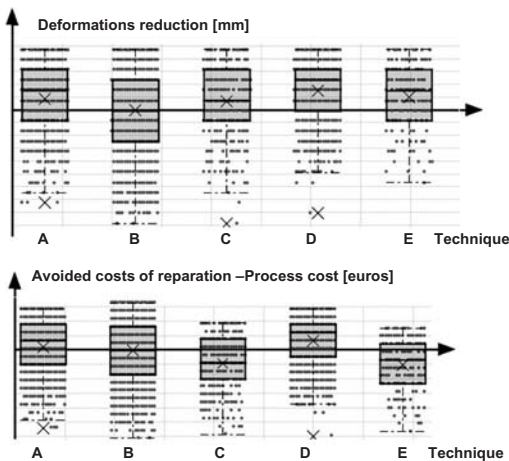 Deformations reduction [mm]
A B C D E Technique
Avoided costs of reparation –Process cost [euros]
A B C D E Technique